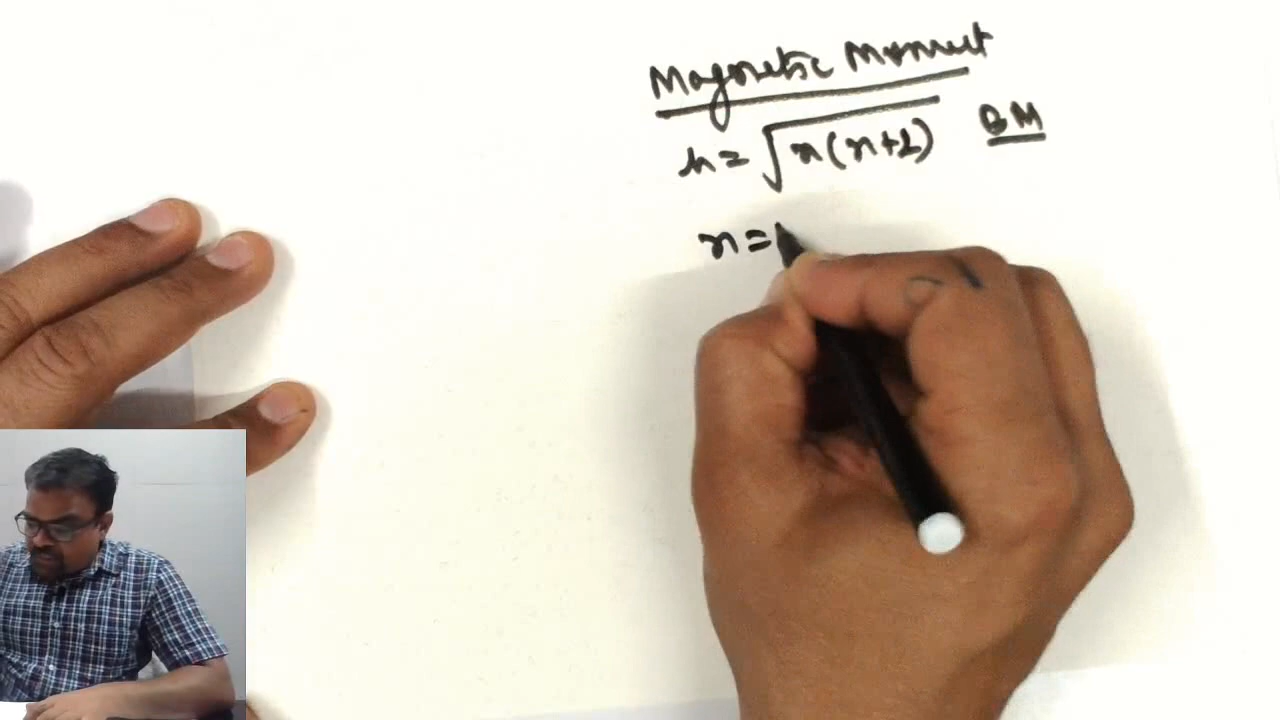 Magnetic Moment
μ = √n(n+2) BM
n =